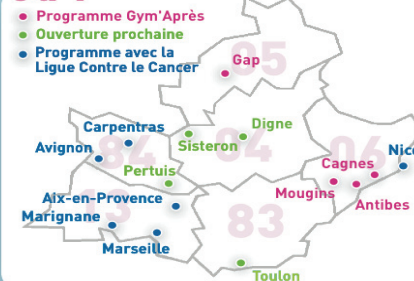 Programme Gym'Après
Ouverture prochaine
Programme avec la
Ligue Contre le Cancer
05
Gap
Carpentras
Digne
84
Avignon
Sisteron
04
06
Nice
Pertuis
Cagnes
Aix-en-Provence
Mougins
13
Marignane
Antibes
83
Marseille
Toulon